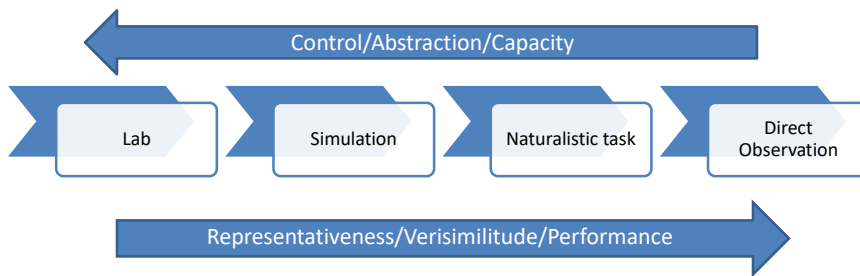 Control/Abstraction/Capacity
Lab
Simulation
Naturalistic task
Direct
Observation
Representativeness/Verisimilitude/Performance